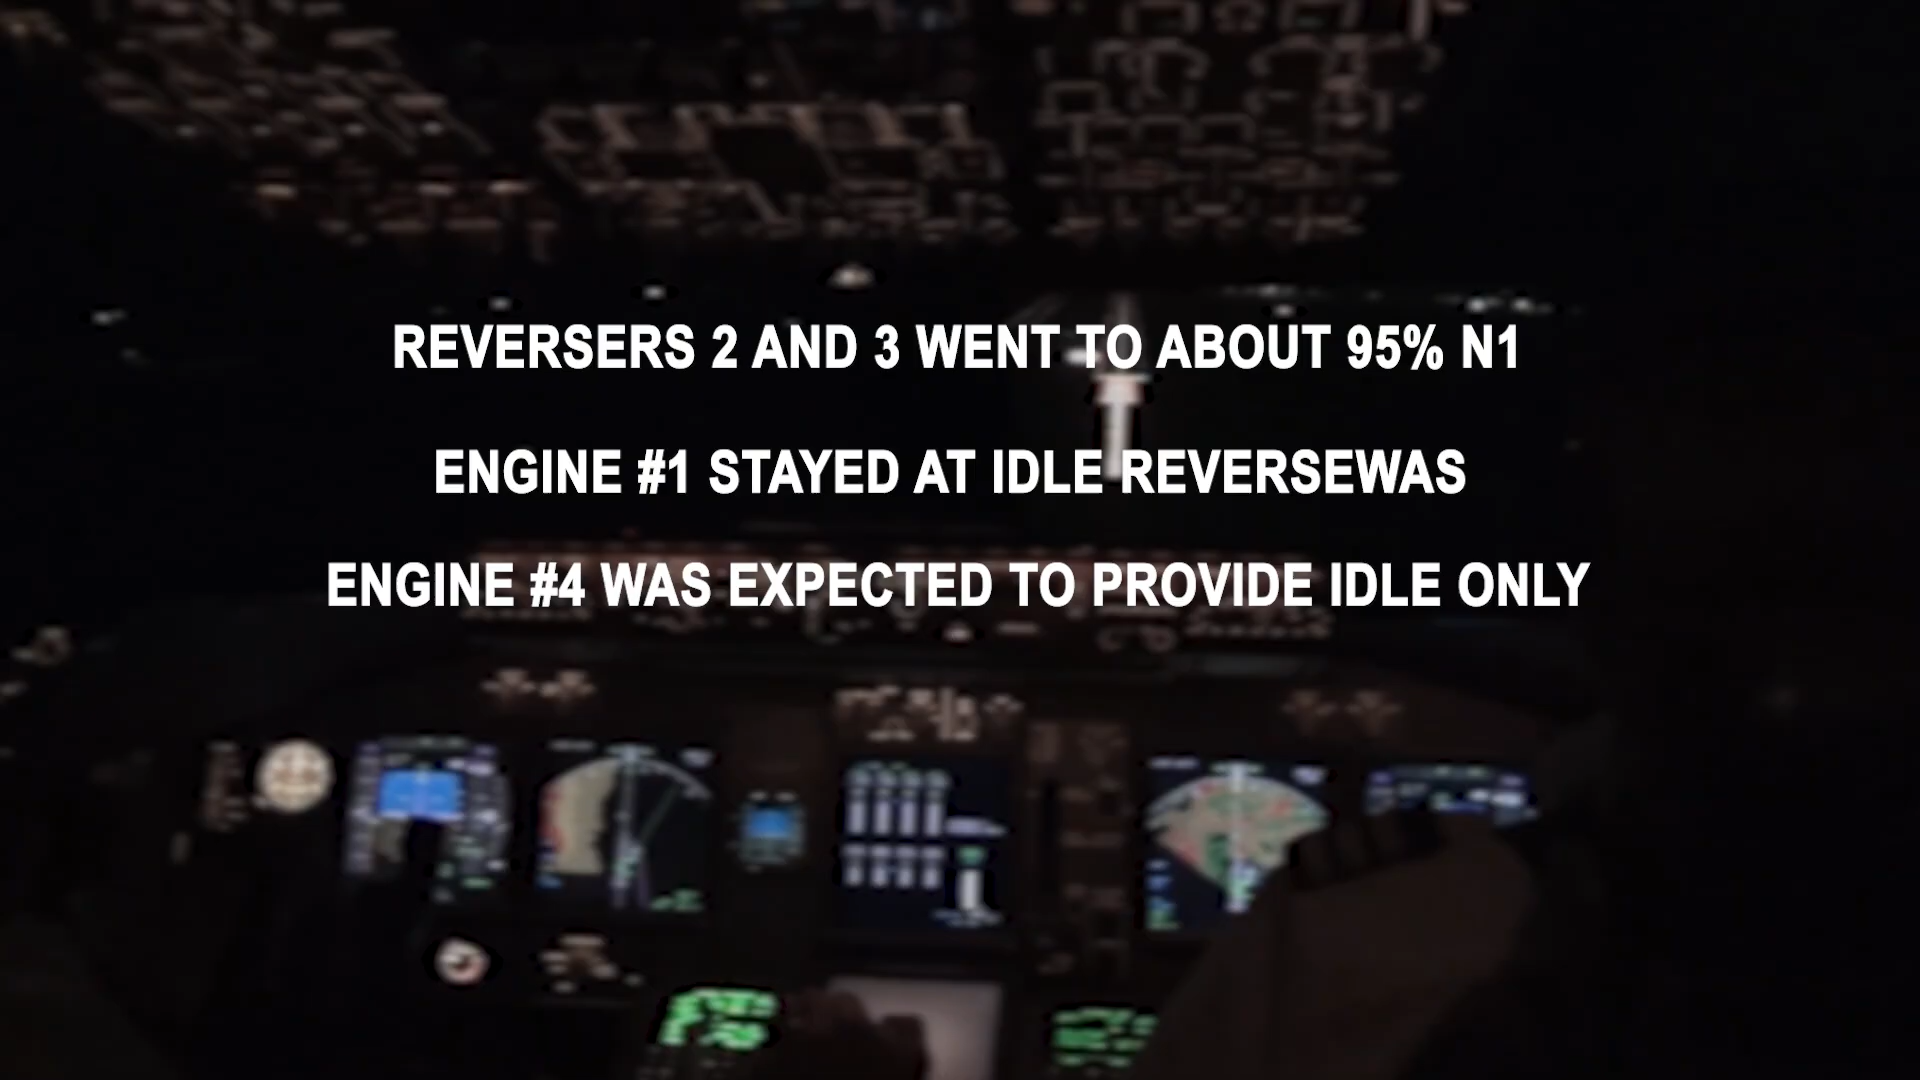 REVERSERS 2 AND 3 WENT TO ABOUT 95% N1
ENGINE #1 STAYED AT IDLE REVERSEWAS
ENGINE #4 WAS EXPECTED TO PROVIDE IDLE ONLY